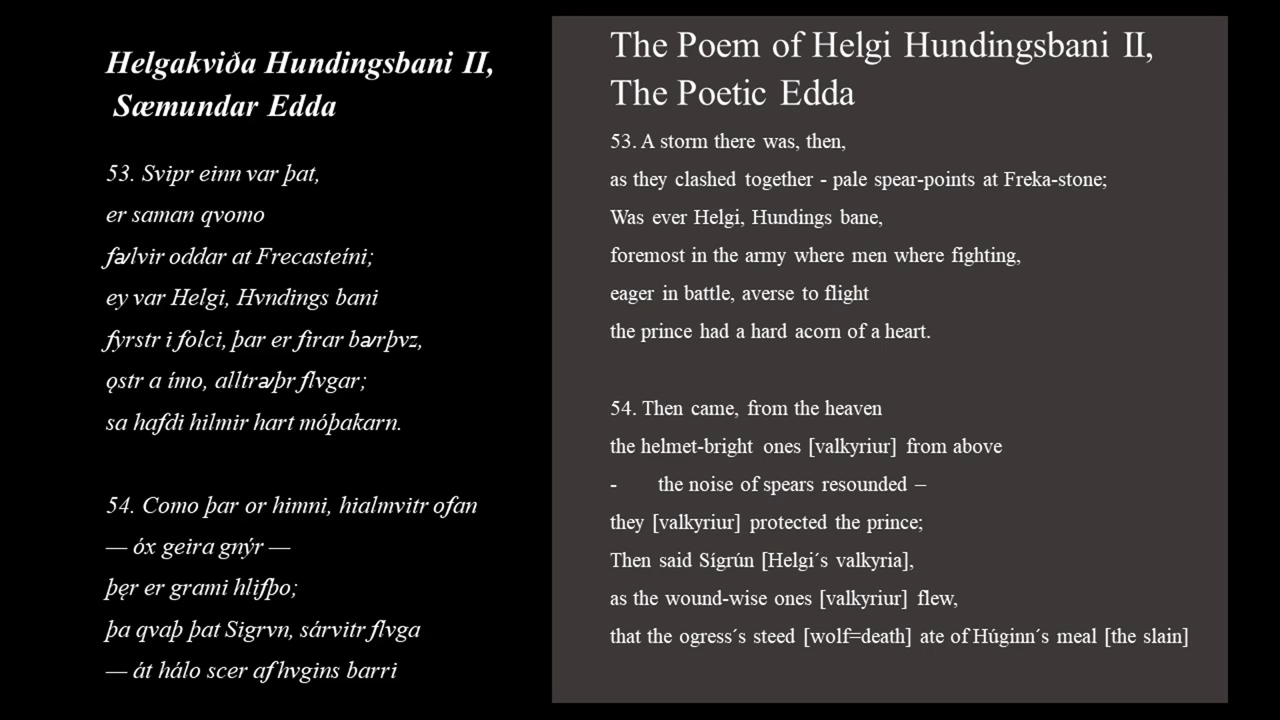 Helgakviða Hundingsbani II,
Sæmundar Edda
53. Svipr einn var þat,
er saman qvomo
fꜹlvir oddar at Frecasteíni;
ey var Helgi, Hvndings bani
fyrstr i folci, þar er firar bꜹrþvz,
ǫstr a ímo, alltrꜹþr flvgar;
sa hafdi hilmir hart móþakarn.
54. Como þar or himni, hialmvitr ofan
— óx geira gnýr —
þęr er grami hlifþo;
þa qvaþ þat Sigrvn, sárvitr flvga
— át hálo scer af hvgins barri
The Poem of Helgi Hundingsbani II,
The Poetic Edda
53. A storm there was, then,
as they clashed together - pale spear-points at Freka-stone;
Was ever Helgi, Hundings bane,
foremost in the army where men where fighting,
eager in battle, averse to flight
the prince had a hard acorn of a heart.
54. Then came, from the heaven
the helmet-bright ones [valkyriur] from above
- the noise of spears resounded –
they [valkyriur] protected the prince;
Then said Sígrún [Helgi´s valkyria],
as the wound-wise ones [valkyriur] flew,
that the ogress´s steed [wolf=death] ate of Húginn´s meal [the slain]